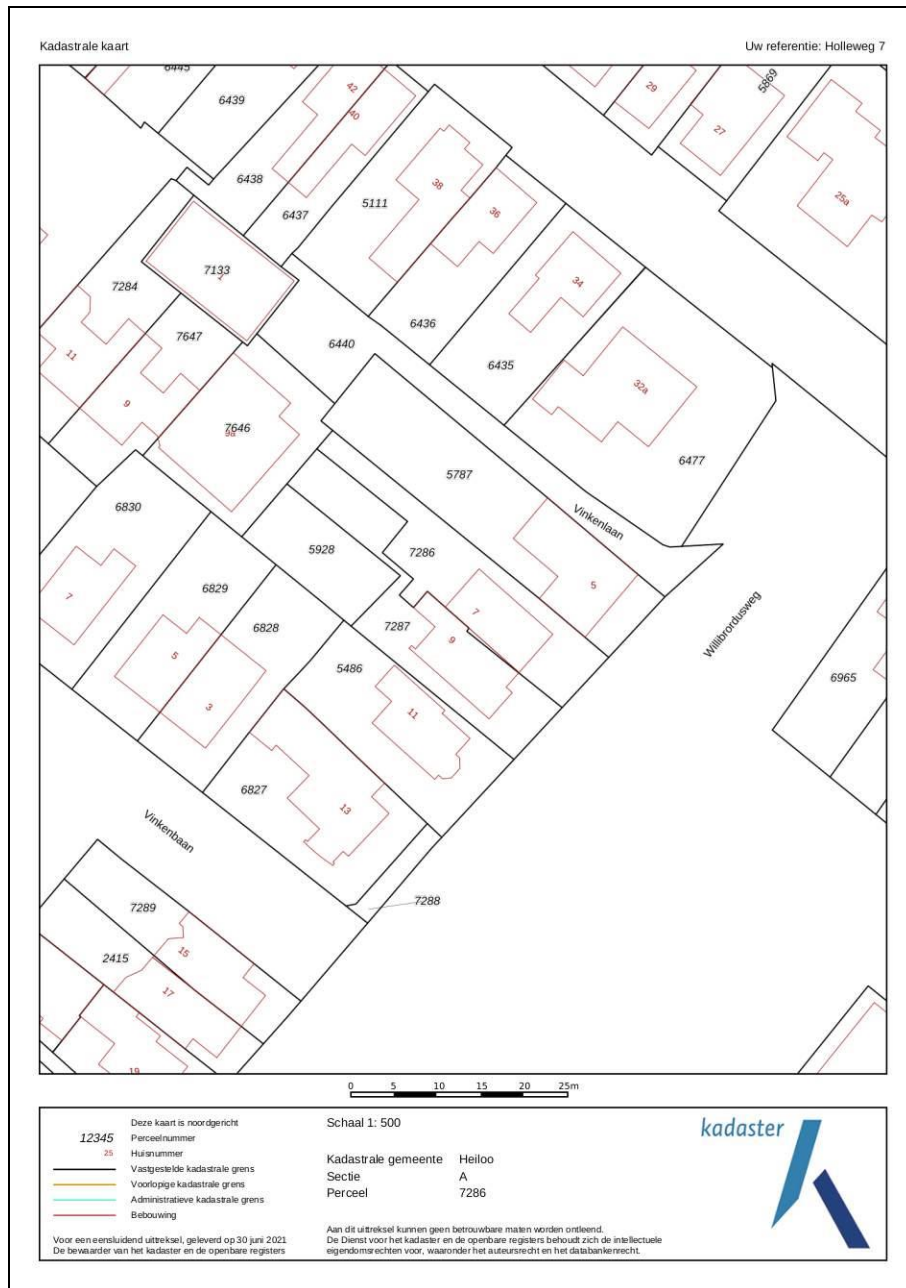 Kadastrale kaart
Uw referentie: Holleweg 7
6445
6439
42
40
29
5869
27
6438
6437
5111
38
36
25a
7133
1
7284
34
7647
6436
6440
6435
11
9
32a
7646
9a
6477
5787
6830
Vinkenlaan
5928
7286
6829
5
7
7
6828
7287
9
Willibrordusweg
5
5486
6965
3
11
6827
13
Vinkenbaan
7288
7289
15
2415
17
19
0 5 10 15 20 25m
Deze kaart is noordgericht
12345 Perceelnummer
25 Huisnummer
Vastgestelde kadastrale grens
Voorlopige kadastrale grens
Administratieve kadastrale grens
Bebouwing
Voor een eensluidend uittreksel, geleverd op 30 juni 2021
De bewaarder van het kadaster en de openbare registers
Schaal 1: 500
Kadastrale gemeente Heiloo
Sectie A
Perceel 7286
Aan dit uittreksel kunnen geen betrouwbare maten worden ontleend.
De Dienst voor het kadaster en de openbare registers behoudt zich de intellectuele
eigendomsrechten voor, waaronder het auteursrecht en het databankenrecht.
kadaster